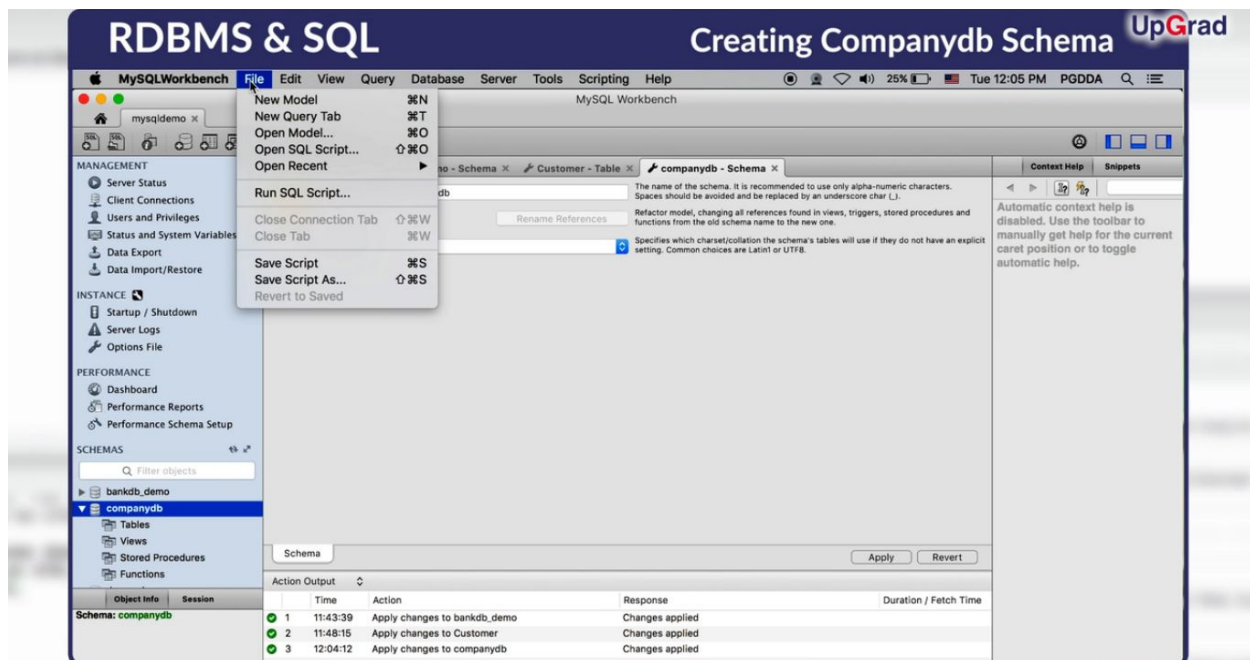 RDBMS & SQL
Creating Companydb Schema
UpGrad
MySQLWorkbench File Edit View Query Database Server Tools Scripting Help 25% Tue 12:05 PM PGDDA
MySQL Workbench
mysqldemo ×
New Model ⌘N
New Query Tab ⌘T
Open Model... ⌘O
Open SQL Script... ⇧⌘O
Open Recent ▶
Run SQL Script...
Close Connection Tab ⇧⌘W
Close Tab ⌘W
Save Script ⌘S
Save Script As... ⇧⌘S
Revert to Saved
MANAGEMENT
Server Status
Client Connections
Users and Privileges
Status and System Variables
Data Export
Data Import/Restore
INSTANCE
Startup / Shutdown
Server Logs
Options File
PERFORMANCE
Dashboard
Performance Reports
Performance Schema Setup
SCHEMAS
Filter objects
bankdb_demo
companydb
Tables
Views
Stored Procedures
Functions
Object Info Session
Schema: companydb
- Schema × Customer - Table × companydb - Schema ×
db
The name of the schema. It is recommended to use only alpha-numeric characters.
Spaces should be avoided and be replaced by an underscore char (_).
Rename References
Refactor model, changing all references found in views, triggers, stored procedures and
functions from the old schema name to the new one.
Specifies which charset/collation the schema's tables will use if they do not have an explicit
setting. Common choices are Latin1 or UTF8.
Schema
Apply Revert
Context Help Snippets
Automatic context help is
disabled. Use the toolbar to
manually get help for the current
caret position or to toggle
automatic help.
Action Output
Time Action Response Duration / Fetch Time
1 11:43:39 Apply changes to bankdb_demo Changes applied
2 11:48:15 Apply changes to Customer Changes applied
3 12:04:12 Apply changes to companydb Changes applied